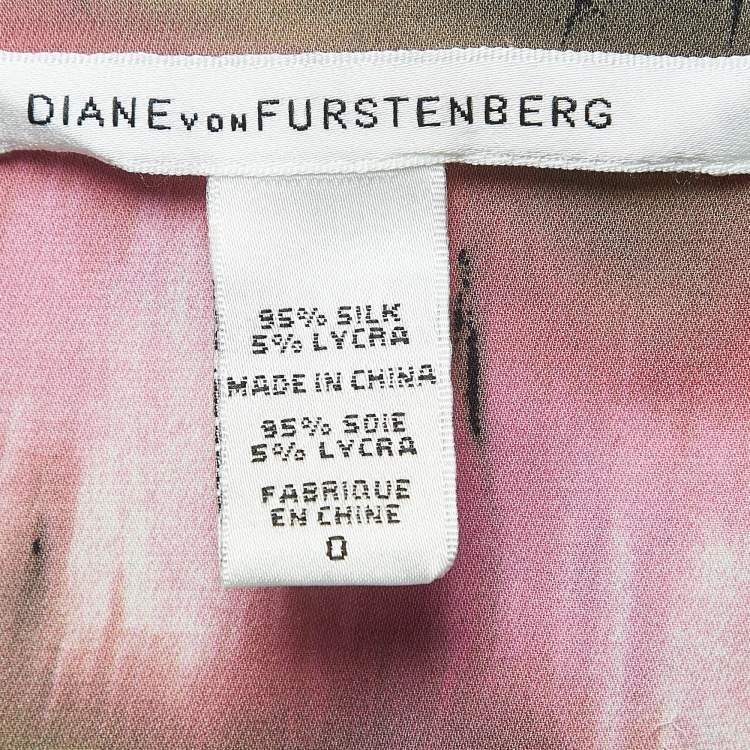 DIANE VON FURSTENBERG
95% SILK
5% LYCRA
MADE IN CHINA
95% SOIE
5% LYCRA
FABRIQUE
EN CHINE
0